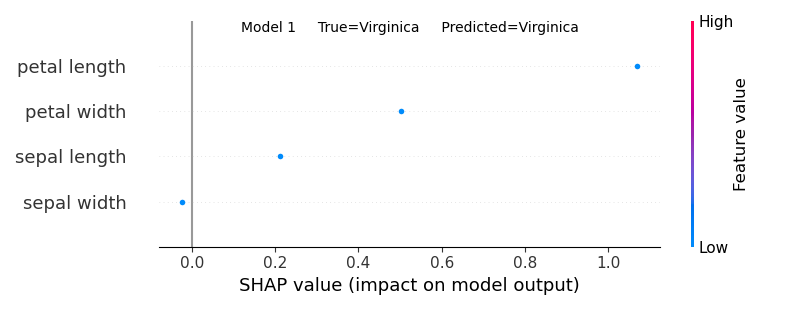 Model 1 True=Virginica Predicted=Virginica
High
petal length
petal width
sepal length
sepal width
Feature value
Low
0.0 0.2 0.4 0.6 0.8 1.0
SHAP value (impact on model output)